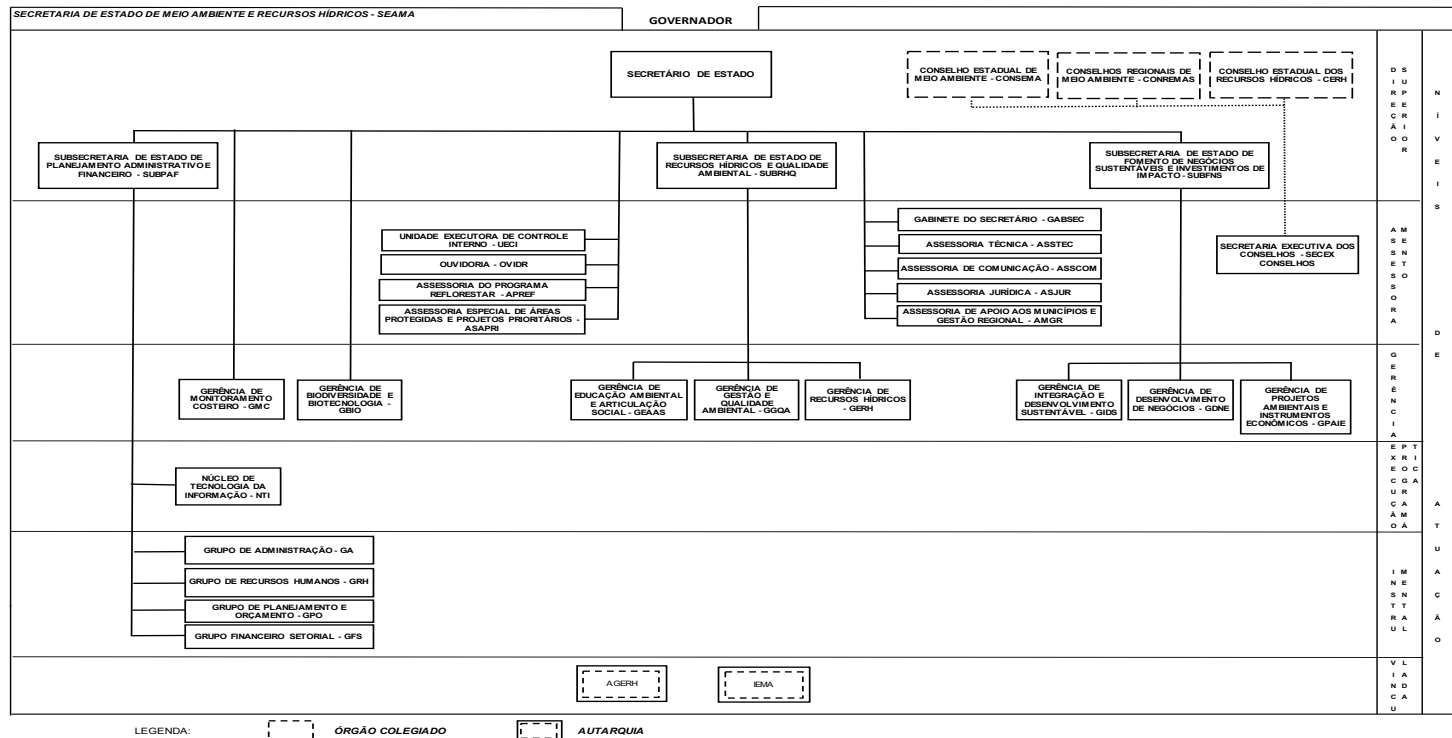 SECRETARIA DE ESTADO DE MEIO AMBIENTE E RECURSOS HÍDRICOS - SEAMA
GOVERNADOR
SECRETÁRIO DE ESTADO
CONSELHO ESTADUAL DE
MEIO AMBIENTE - CONSEMA
CONSELHOS REGIONAIS DE
MEIO AMBIENTE - CONREMAS
CONSELHO ESTADUAL DOS
RECURSOS HÍDRICOS - CERH
SUBSECRETARIA DE ESTADO DE
PLANEJAMENTO ADMINISTRATIVO E
FINANCEIRO - SUBPAF
SUBSECRETARIA DE ESTADO DE
RECURSOS HÍDRICOS E QUALIDADE
AMBIENTAL - SUBRHQ
SUBSECRETARIA DE ESTADO DE
FOMENTO DE NEGÓCIOS
SUSTENTÁVEIS E INVESTIMENTOS DE
IMPACTO - SUBFNS
DIREÇÃO
SUPERIOR
UNIDADE EXECUTORA DE CONTROLE
INTERNO - UECI
OUVIDORIA - OVIDR
ASSESSORIA DO PROGRAMA
REFLORESTAR - APREF
ASSESSORIA ESPECIAL DE ÁREAS
PROTEGIDAS E PROJETOS PRIORITÁRIOS -
ASAPRI
GABINETE DO SECRETÁRIO - GABSEC
ASSESSORIA TÉCNICA - ASSTEC
ASSESSORIA DE COMUNICAÇÃO - ASSCOM
ASSESSORIA JURÍDICA - ASJUR
ASSESSORIA DE APOIO AOS MUNICÍPIOS E
GESTÃO REGIONAL - AMGR
SECRETARIA EXECUTIVA DOS
CONSELHOS - SECEX
CONSELHOS
ASSESSORA
MENTO
GERÊNCIA DE
MONITORAMENTO
COSTEIRO - GMC
GERÊNCIA DE
BIODIVERSIDADE E
BIOTECNOLOGIA -
GBIO
GERÊNCIA DE
EDUCAÇÃO AMBIENTAL
E ARTICULAÇÃO
SOCIAL - GEAAS
GERÊNCIA DE
GESTÃO E
QUALIDADE
AMBIENTAL - GGQA
GERÊNCIA DE
RECURSOS HÍDRICOS
- GERH
GERÊNCIA DE
INTEGRAÇÃO E
DESENVOLVIMENTO
SUSTENTÁVEL - GIDS
GERÊNCIA DE
DESENVOLVIMENTO
DE NEGÓCIOS - GDNE
GERÊNCIA DE
PROJETOS
AMBIENTAIS E
INSTRUMENTOS
ECONÔMICOS - GPAIE
GERÊNCIA
NÚCLEO DE
TECNOLOGIA DA
INFORMAÇÃO - NTI
EXECUÇÃO
PROGRAMÁ
TICA
GRUPO DE ADMINISTRAÇÃO - GA
GRUPO DE RECURSOS HUMANOS - GRH
GRUPO DE PLANEJAMENTO E
ORÇAMENTO - GPO
GRUPO FINANCEIRO SETORIAL - GFS
INSTRU
MENTAL
AGERH
IEMA
VINCU
LADA
NÍVEIS DE ATUAÇÃO
LEGENDA:
ÓRGÃO COLEGIADO
AUTARQUIA